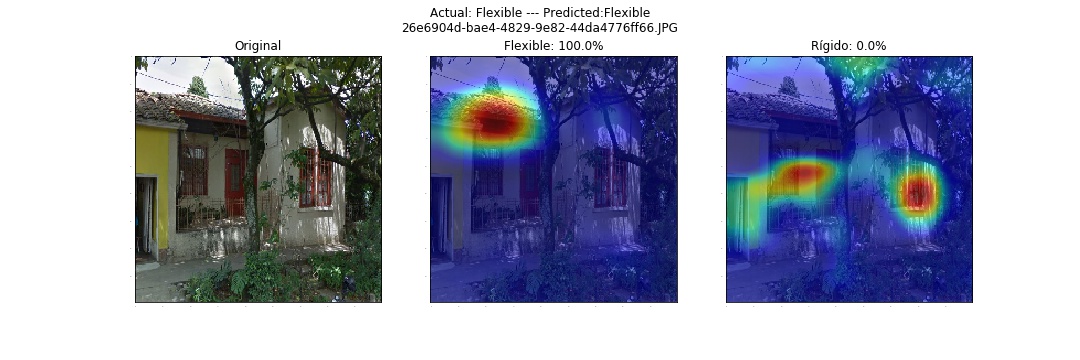 Actual: Flexible --- Predicted:Flexible
26e6904d-bae4-4829-9e82-44da4776ff66.JPG
Original
Flexible: 100.0%
Rígido: 0.0%